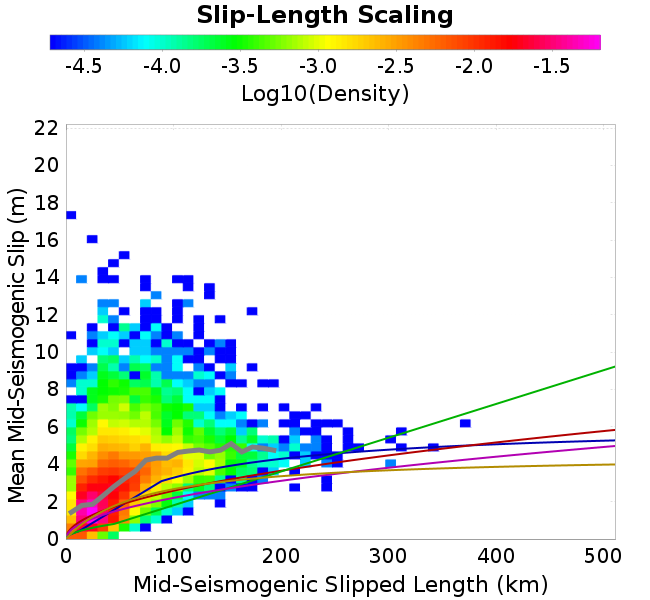 Slip-Length Scaling
-4.5 -4.0 -3.5 -3.0 -2.5 -2.0 -1.5
Log10(Density)
22
20
18
16
14
12
10
8
6
4
2
0
Mean Mid-Seismogenic Slip (m)
0 100 200 300 400 500
Mid-Seismogenic Slipped Length (km)